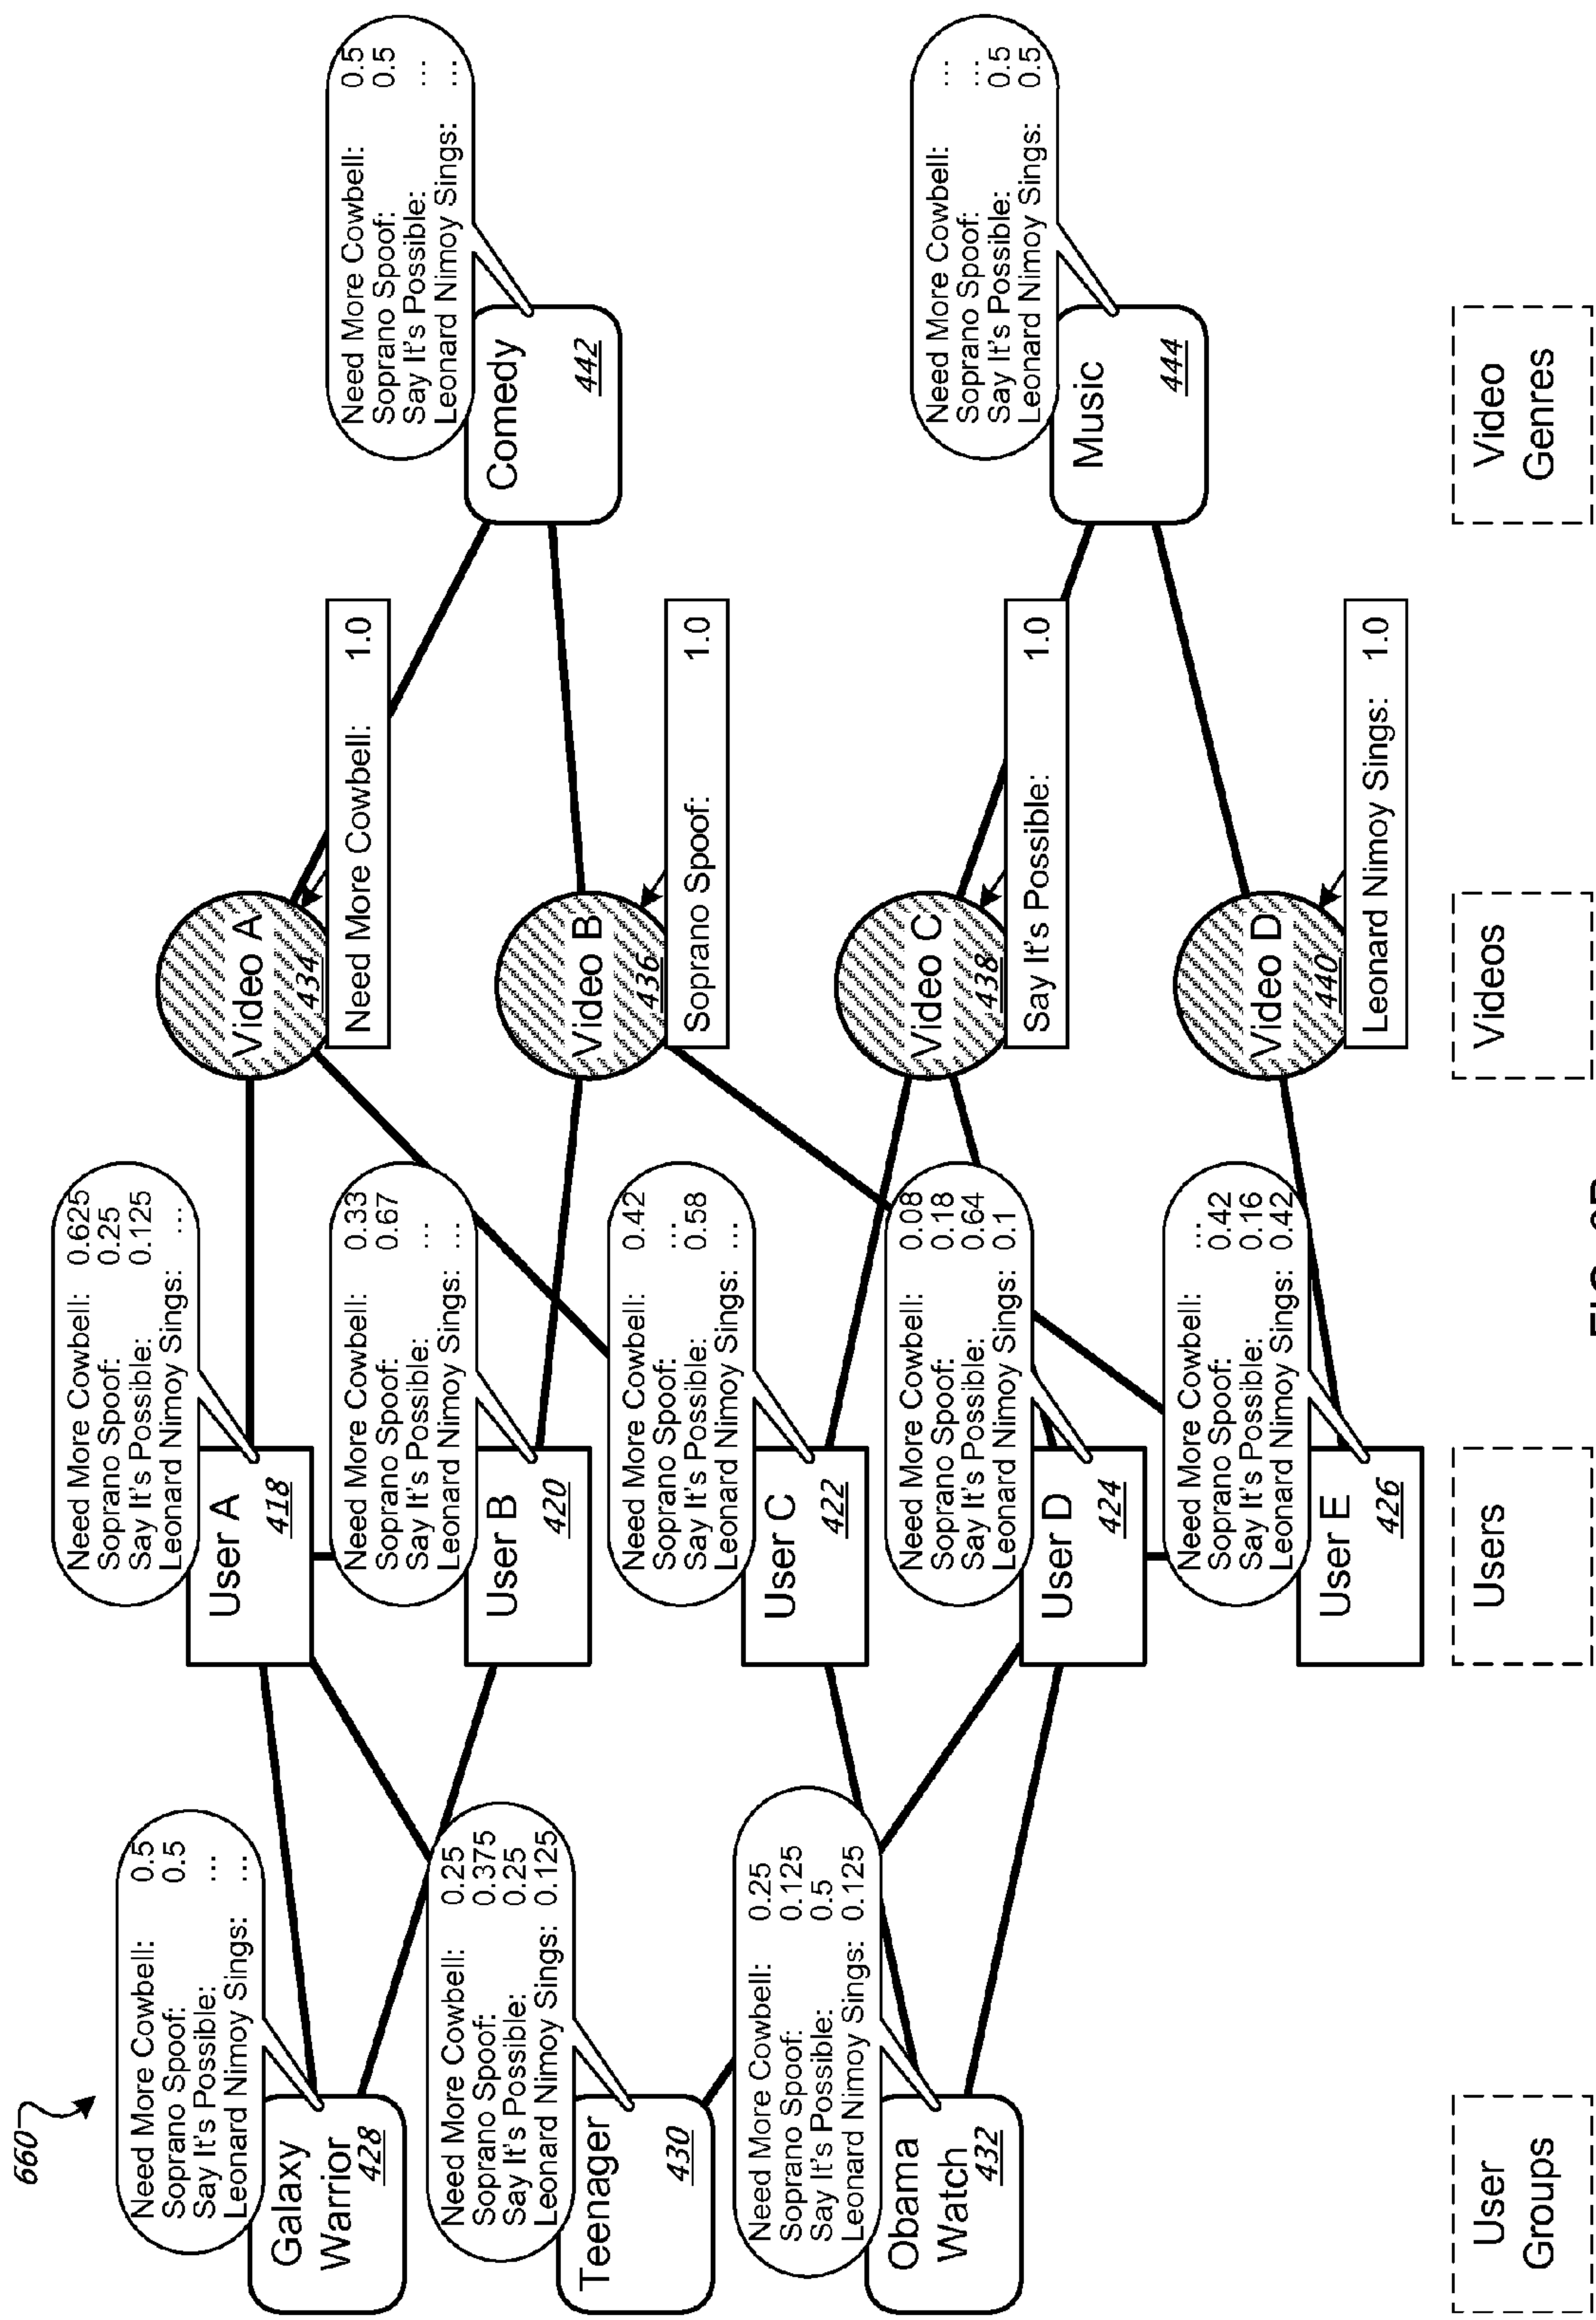 660
Need More Cowbell: 0.5
Soprano Spoof: 0.5
Say It's Possible: ...
Leonard Nimoy Sings: ...
Galaxy
Warrior
428
Need More Cowbell: 0.25
Soprano Spoof: 0.375
Say It's Possible: 0.25
Leonard Nimoy Sings: 0.125
Teenager
430
Need More Cowbell: 0.25
Soprano Spoof: 0.125
Say It's Possible: 0.5
Leonard Nimoy Sings: 0.125
Obama
Watch
432
User
Groups
Need More Cowbell: 0.625
Soprano Spoof: 0.25
Say It's Possible: 0.125
Leonard Nimoy Sings: ...
User A
418
Need More Cowbell: 0.33
Soprano Spoof: 0.67
Say It's Possible: ...
Leonard Nimoy Sings: ...
User B
420
Need More Cowbell: 0.42
Soprano Spoof: ...
Say It's Possible: 0.58
Leonard Nimoy Sings: ...
User C
422
Need More Cowbell: 0.08
Soprano Spoof: 0.18
Say It's Possible: 0.64
Leonard Nimoy Sings: 0.1
User D
424
Need More Cowbell: ...
Soprano Spoof: 0.42
Say It's Possible: 0.16
Leonard Nimoy Sings: 0.42
User E
426
Users
Video A
434
Need More Cowbell: 1.0
Video B
436
Soprano Spoof: 1.0
Video C
438
Say It's Possible: 1.0
Video D
440
Leonard Nimoy Sings: 1.0
Videos
Need More Cowbell: 0.5
Soprano Spoof: 0.5
Say It's Possible: ...
Leonard Nimoy Sings: ...
Comedy
442
Need More Cowbell: ...
Soprano Spoof: ...
Say It's Possible: 0.5
Leonard Nimoy Sings: 0.5
Music
444
Video
Genres